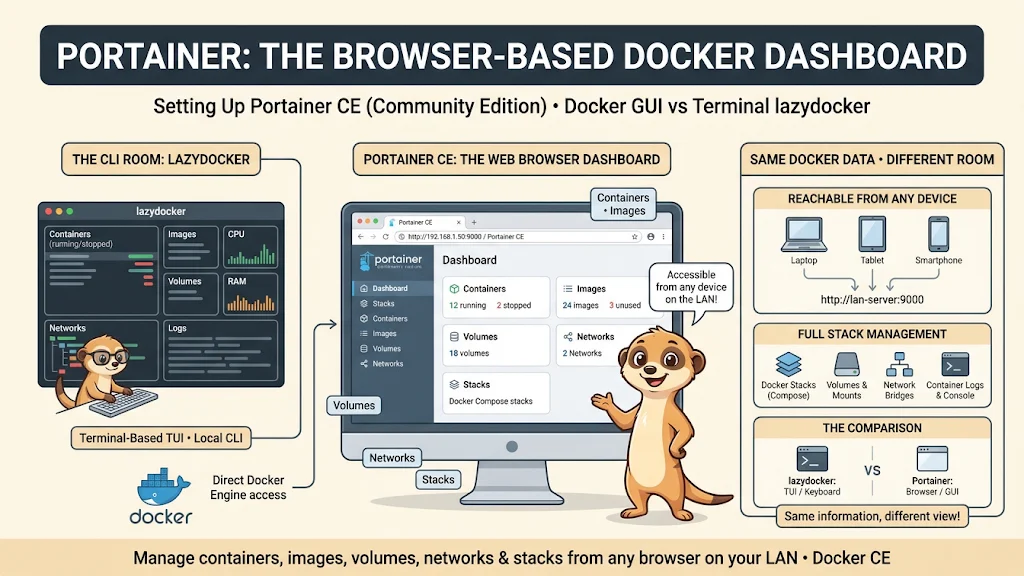 PORTAINER: THE BROWSER-BASED DOCKER DASHBOARD
Setting Up Portainer CE (Community Edition) • Docker GUI vs Terminal lazydocker
THE CLI ROOM: LAZYDOCKER
lazydocker
Containers
(running/stopped)
Images
CPU
Volumes
RAM
Networks
Logs
Terminal-Based TUI • Local CLI
docker
Direct Docker
Engine access
PORTAINER CE: THE WEB BROWSER DASHBOARD
Containers
• Images
Portainer CE
http://192.168.1.50:9000 / Portainer CE
portainer
Dashboard
Stacks
Containers
Images
Volumes
Networks
Dashboard
Containers
12 running 2 stopped
Images
24 images 3 unused
Volumes
18 volumes
Networks
2 Networks
Stacks
Docker Compose stacks
Volumes
Networks
Stacks
Accessible
from any device
on the LAN!
SAME DOCKER DATA • DIFFERENT ROOM
REACHABLE FROM ANY DEVICE
Laptop
Tablet
Smartphone
http://lan-server:9000
FULL STACK MANAGEMENT
Docker Stacks
(Compose)
Volumes &
Mounts
Network
Bridges
Container Logs
& Console
THE COMPARISON
lazydocker:
TUI / Keyboard
VS
Portainer:
Browser / GUI
Same information, different view!
Manage containers, images, volumes, networks & stacks from any browser on your LAN • Docker CE